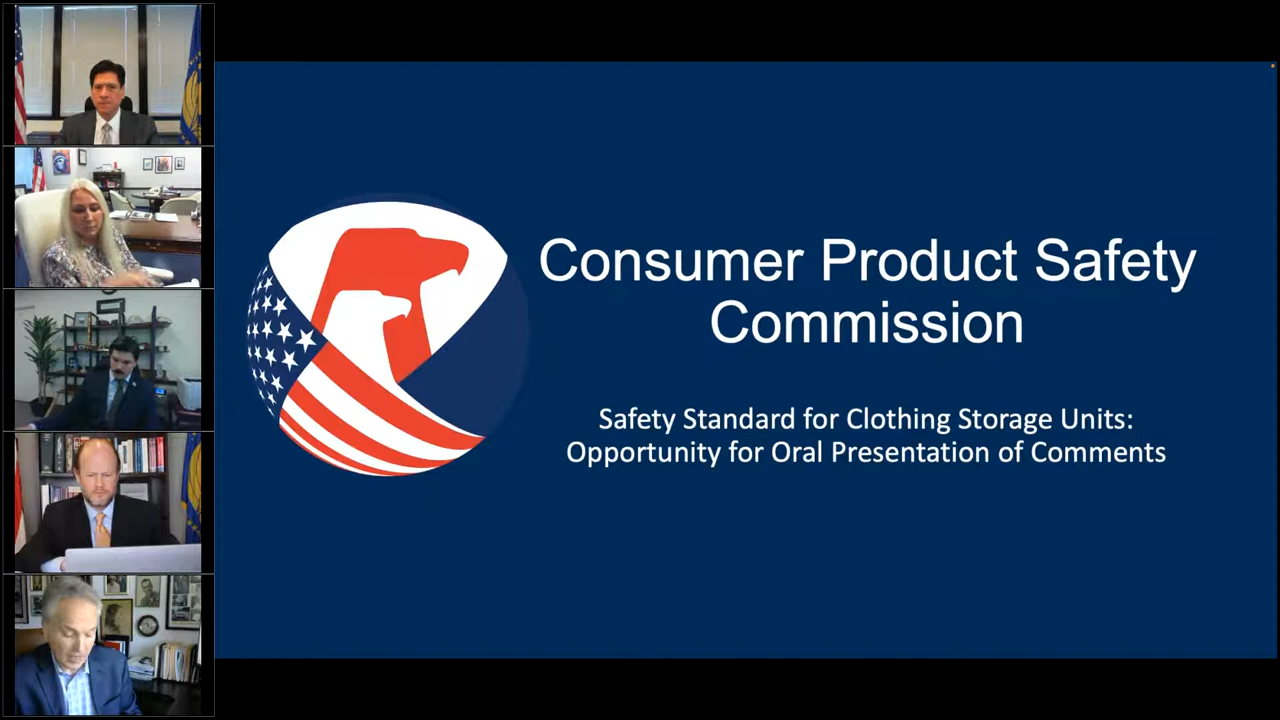 Consumer Product Safety
Commission
Safety Standard for Clothing Storage Units:
Opportunity for Oral Presentation of Comments